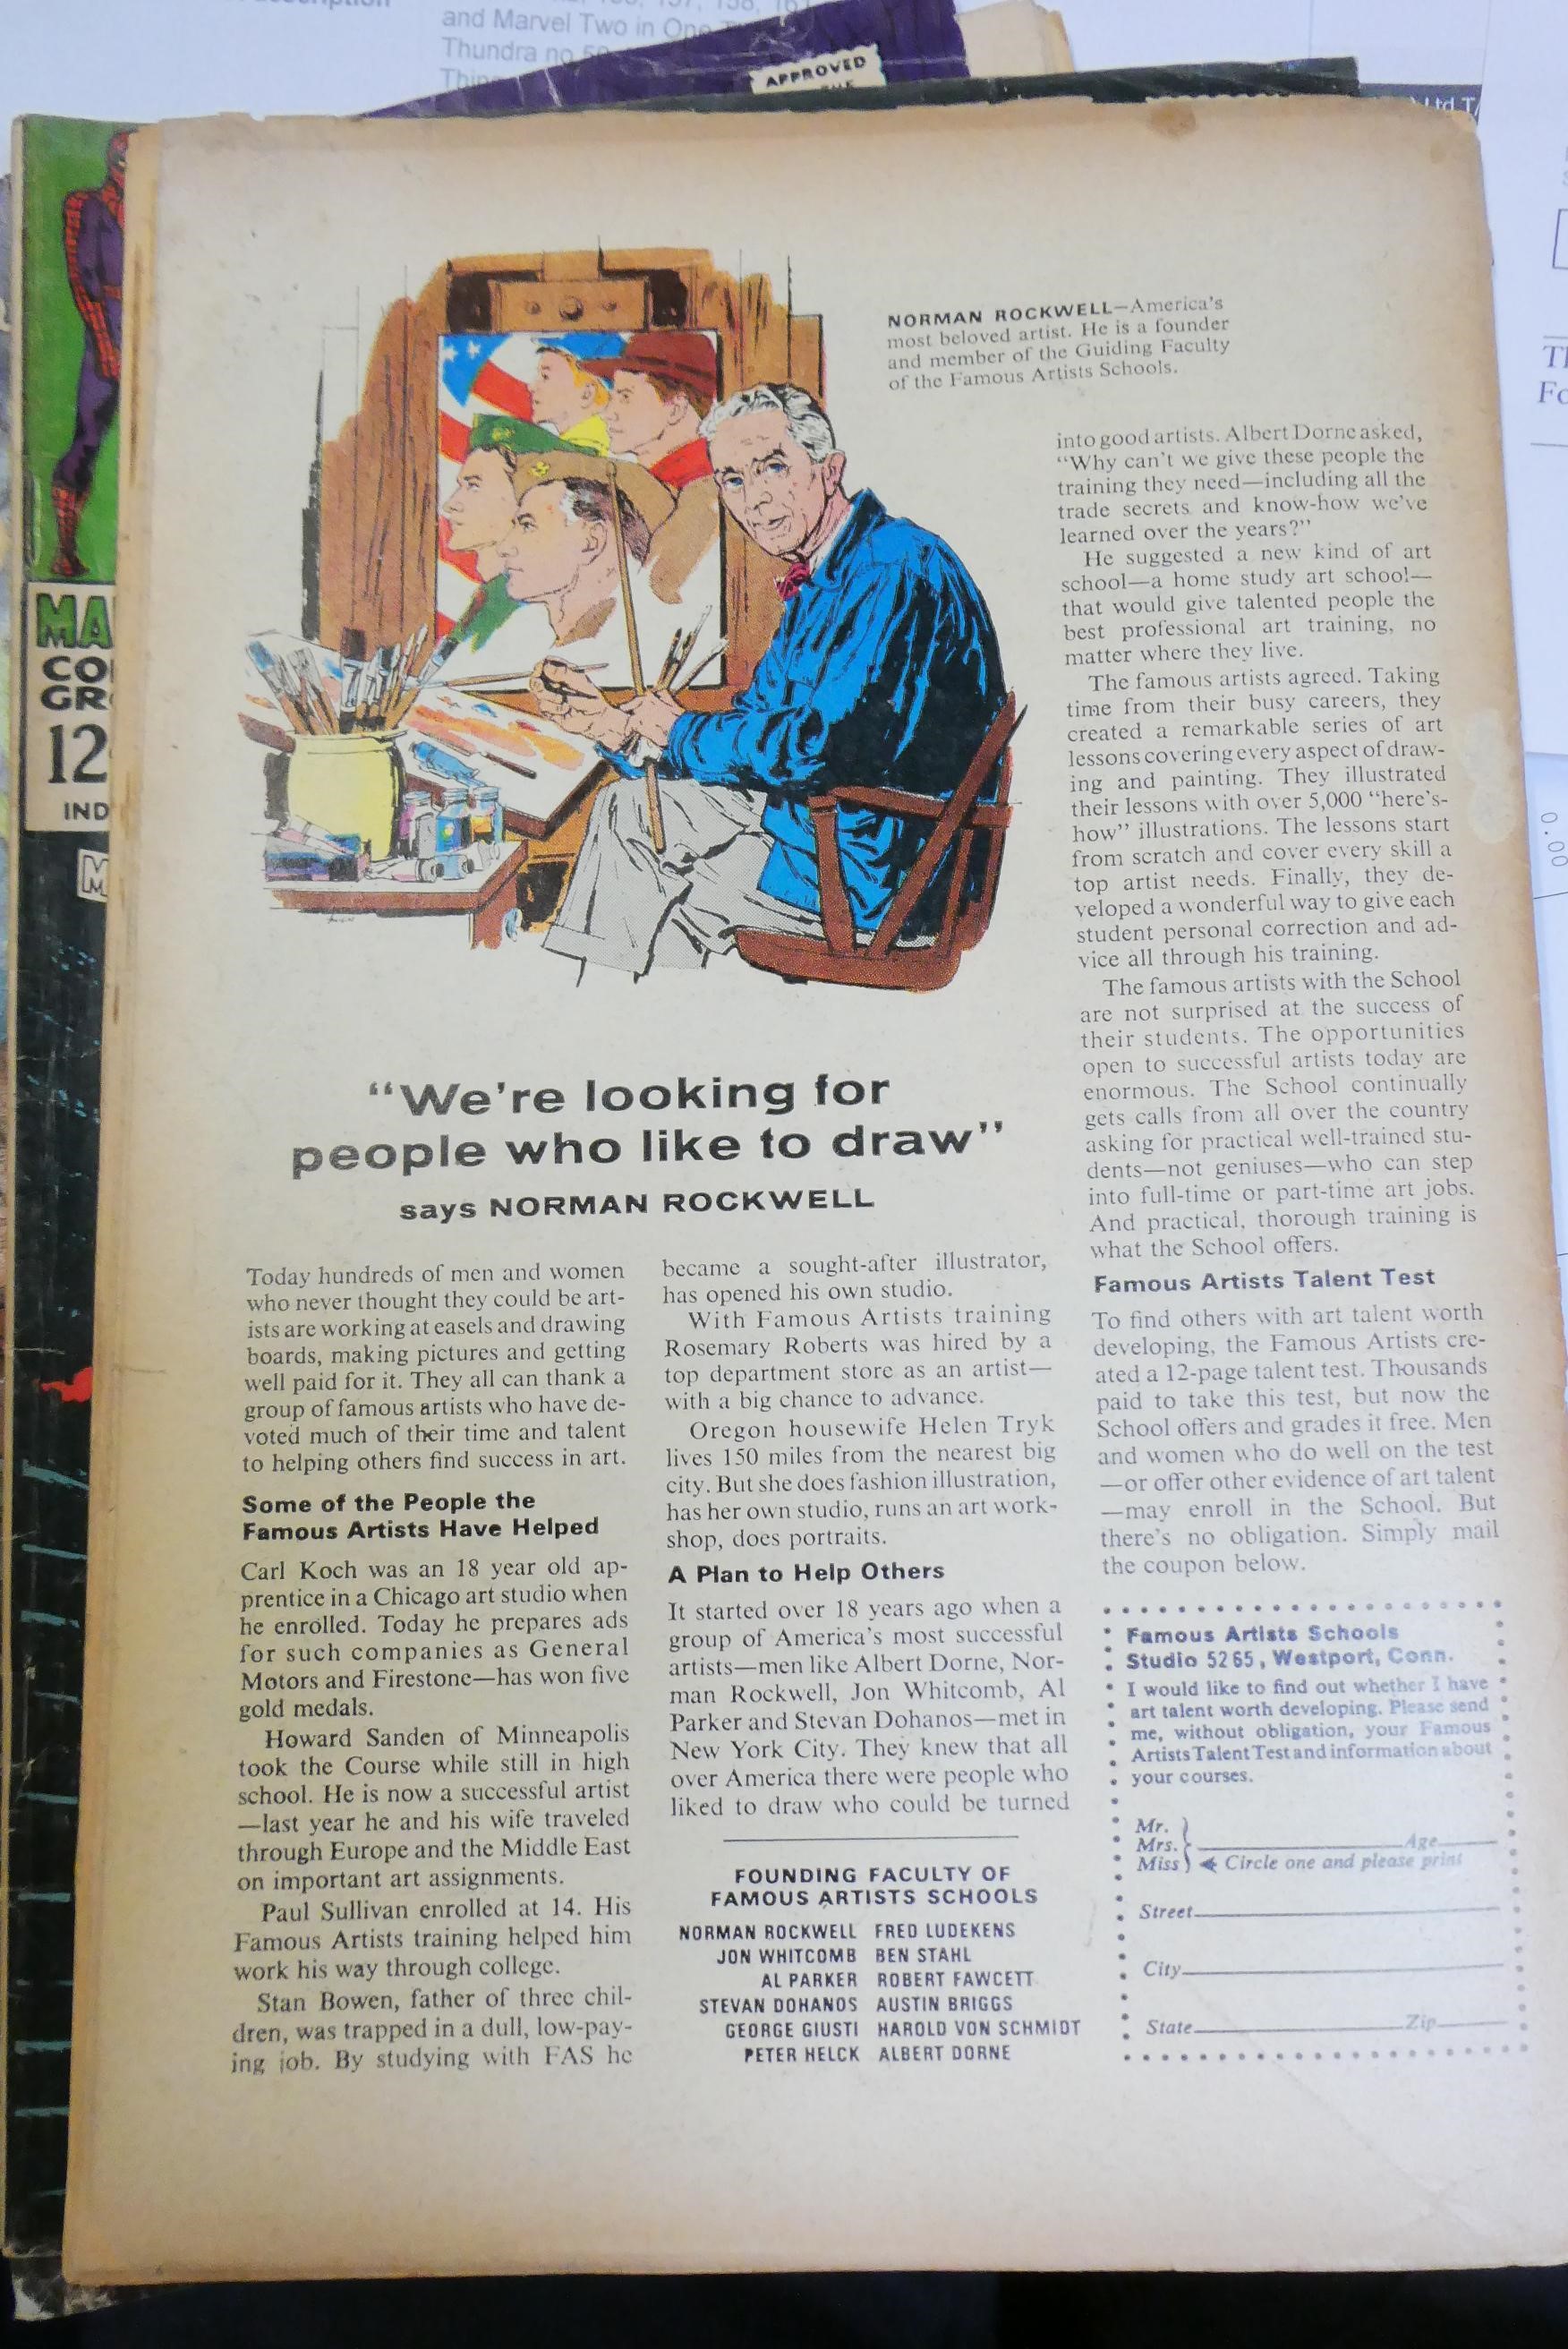 and Marvel Two in One
Thundra no
APPROVED
Ltd
MA
CO
GR
12
IND
M
NORMAN ROCKWELL—America's
most beloved artist. He is a founder
and member of the Guiding Faculty
of the Famous Artists Schools.
"We're looking for
people who like to draw"
says NORMAN ROCKWELL
Today hundreds of men and women
who never thought they could be art-
ists are working at easels and drawing
boards, making pictures and getting
well paid for it. They all can thank a
group of famous artists who have de-
voted much of their time and talent
to helping others find success in art.
Some of the People the
Famous Artists Have Helped
Carl Koch was an 18 year old ap-
prentice in a Chicago art studio when
he enrolled. Today he prepares ads
for such companies as General
Motors and Firestone—has won five
gold medals.
Howard Sanden of Minneapolis
took the Course while still in high
school. He is now a successful artist
—last year he and his wife traveled
through Europe and the Middle East
on important art assignments.
Paul Sullivan enrolled at 14. His
Famous Artists training helped him
work his way through college.
Stan Bowen, father of three chil-
dren, was trapped in a dull, low-pay-
ing job. By studying with FAS he
became a sought-after illustrator,
has opened his own studio.
With Famous Artists training
Rosemary Roberts was hired by a
top department store as an artist—
with a big chance to advance.
Oregon housewife Helen Tryk
lives 150 miles from the nearest big
city. But she does fashion illustration,
has her own studio, runs an art work-
shop, does portraits.
A Plan to Help Others
It started over 18 years ago when a
group of America's most successful
artists—men like Albert Dorne, Nor-
man Rockwell, Jon Whitcomb, Al
Parker and Stevan Dohanos—met in
New York City. They knew that all
over America there were people who
liked to draw who could be turned
FOUNDING FACULTY OF
FAMOUS ARTISTS SCHOOLS
NORMAN ROCKWELL FRED LUDEKENS
JON WHITCOMB BEN STAHL
AL PARKER ROBERT FAWCETT
STEVAN DOHANOS AUSTIN BRIGGS
GEORGE GIUSTI HAROLD VON SCHMIDT
PETER HELCK ALBERT DORNE
into good artists. Albert Dorne asked,
"Why can't we give these people the
training they need—including all the
trade secrets and know-how we've
learned over the years?"
He suggested a new kind of art
school—a home study art school—
that would give talented people the
best professional art training, no
matter where they live.
The famous artists agreed. Taking
time from their busy careers, they
created a remarkable series of art
lessons covering every aspect of draw-
ing and painting. They illustrated
their lessons with over 5,000 "here's-
how" illustrations. The lessons start
from scratch and cover every skill a
top artist needs. Finally, they de-
veloped a wonderful way to give each
student personal correction and ad-
vice all through his training.
The famous artists with the School
are not surprised at the success of
their students. The opportunities
open to successful artists today are
enormous. The School continually
gets calls from all over the country
asking for practical well-trained stu-
dents—not geniuses—who can step
into full-time or part-time art jobs.
And practical, thorough training is
what the School offers.
Famous Artists Talent Test
To find others with art talent worth
developing, the Famous Artists cre-
ated a 12-page talent test. Thousands
paid to take this test, but now the
School offers and grades it free. Men
and women who do well on the test
—or offer other evidence of art talent
—may enroll in the School. But
there's no obligation. Simply mail
the coupon below.
Famous Artists Schools
Studio 5265, Westport, Conn.
I would like to find out whether I have
art talent worth developing. Please send
me, without obligation, your Famous
Artists Talent Test and information about
your courses.
Mr.
Mrs. Age
Miss Circle one and please print
Street
City
State Zip
0.00